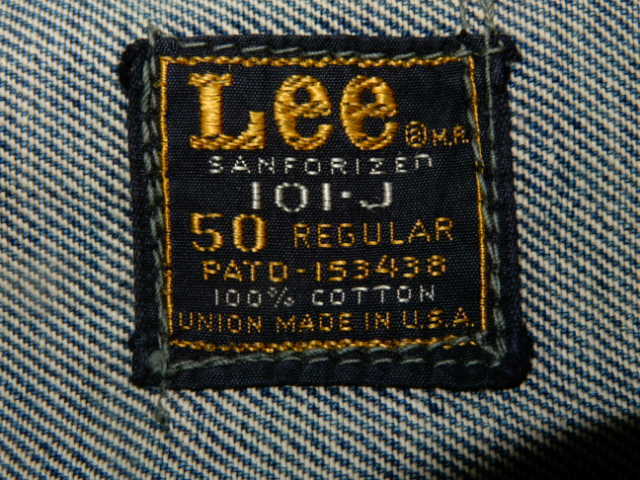 Lee ® M.R.
SANFORIZED
101-J
50 REGULAR
PATD-153438
100% COTTON
UNION MADE IN U.S.A.